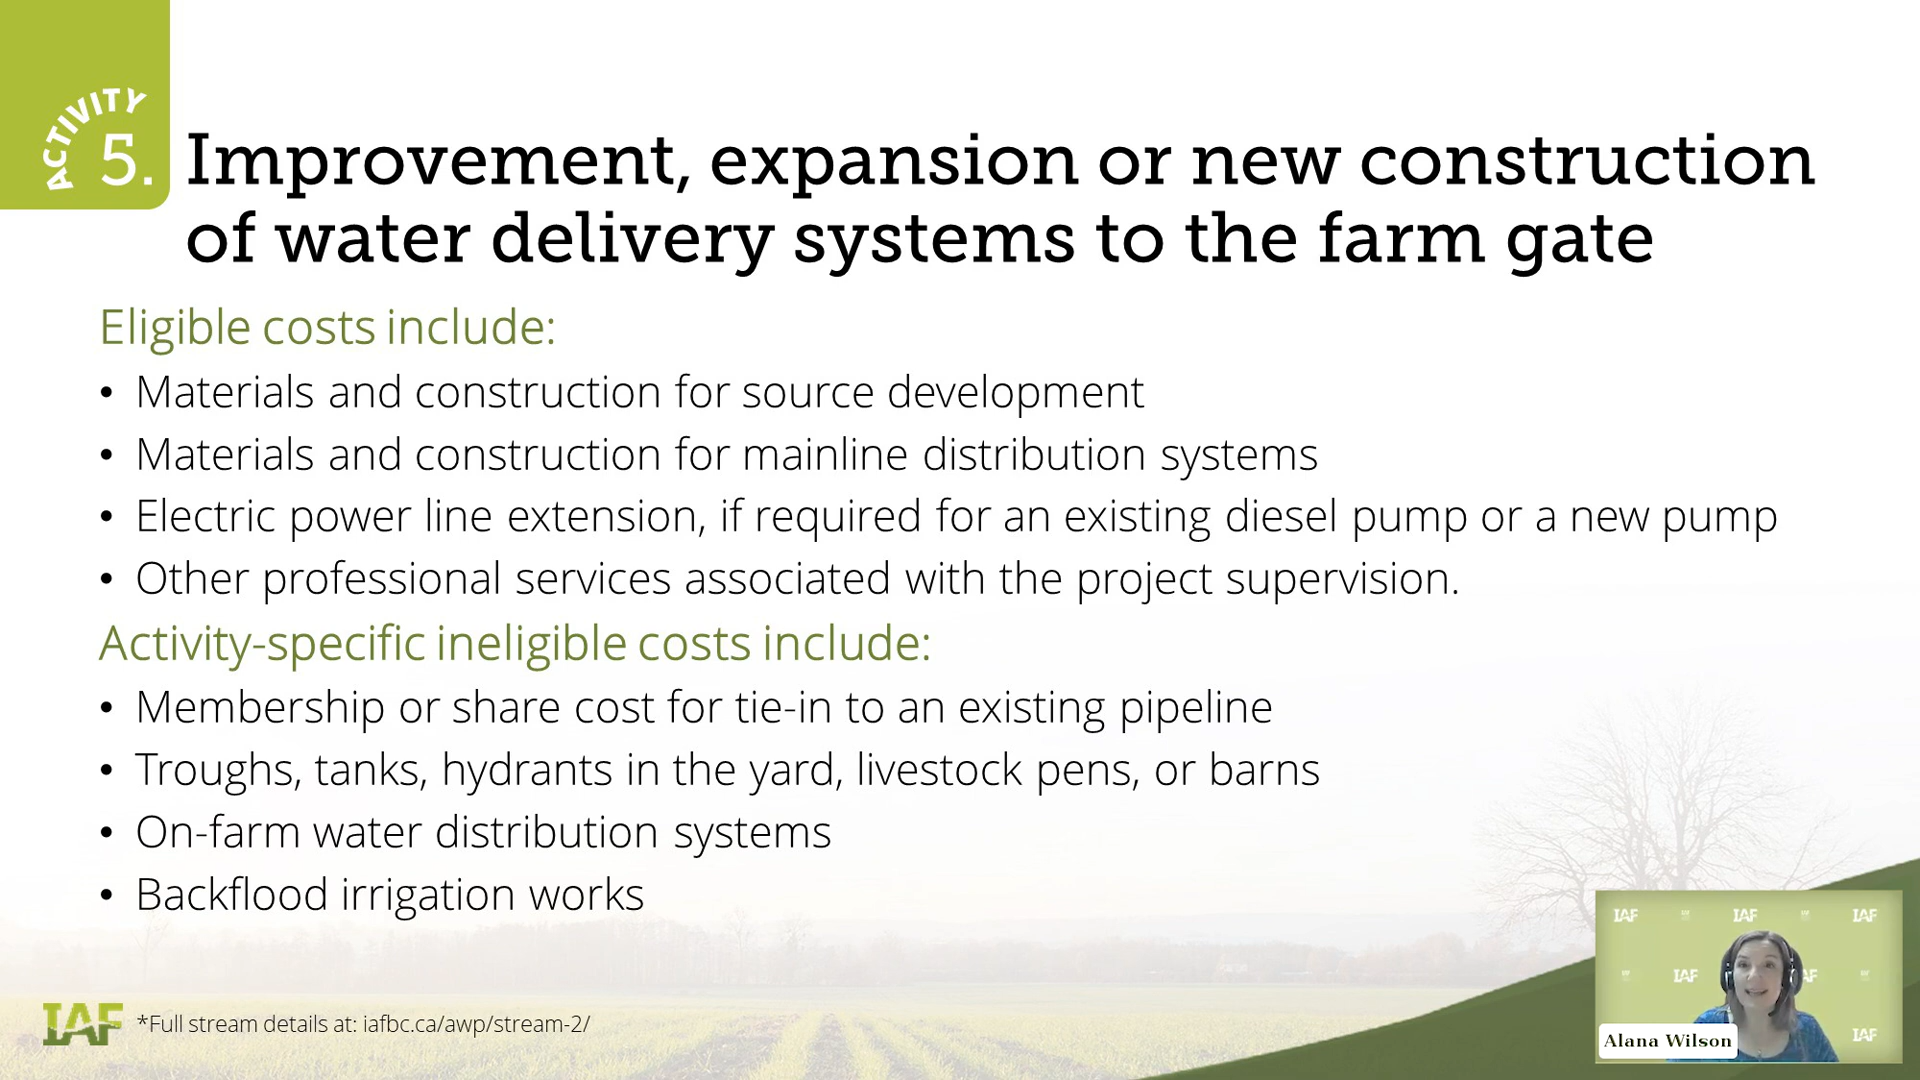 ACTIVITY
5.
Improvement, expansion or new construction
of water delivery systems to the farm gate
Eligible costs include:
• Materials and construction for source development
• Materials and construction for mainline distribution systems
• Electric power line extension, if required for an existing diesel pump or a new pump
• Other professional services associated with the project supervision.
Activity-specific ineligible costs include:
• Membership or share cost for tie-in to an existing pipeline
• Troughs, tanks, hydrants in the yard, livestock pens, or barns
• On-farm water distribution systems
• Backflood irrigation works
IAF *Full stream details at: iafbc.ca/awp/stream-2/
IAF IAF IAF
IAF AF
IAF
Alana Wilson